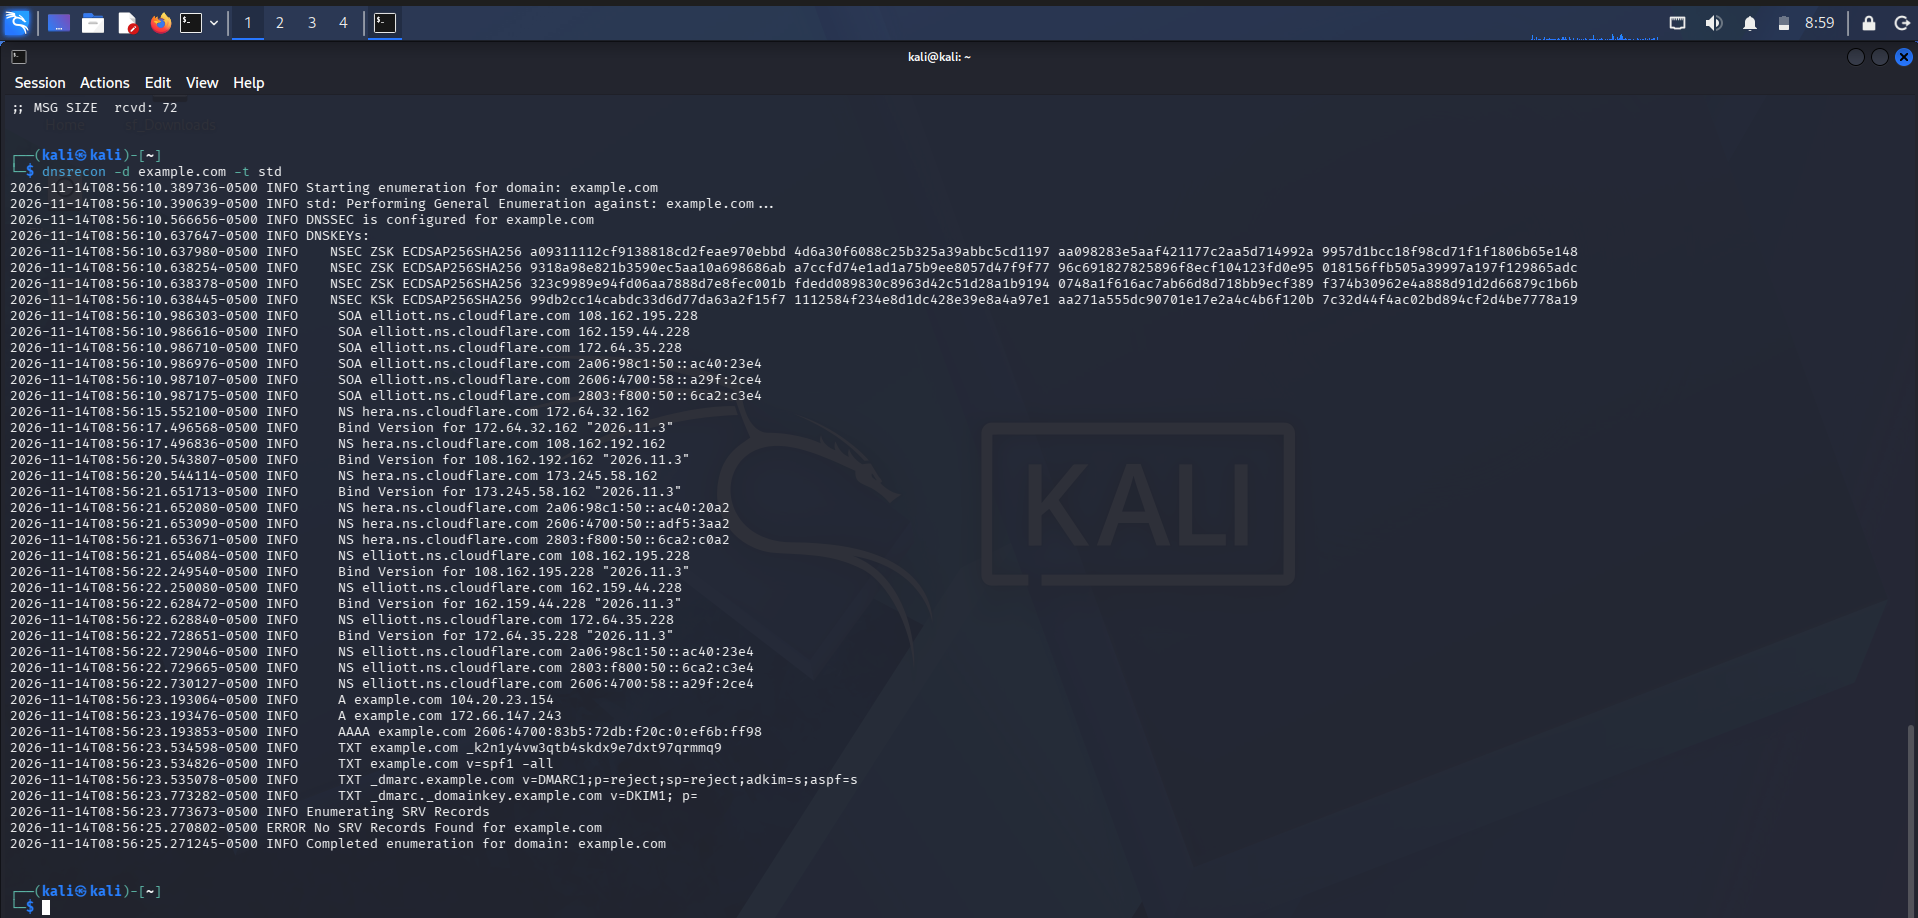 1 2 3 4 8:59
kali@kali: ~
Session Actions Edit View Help
;; MSG SIZE  rcvd: 72
┌──(kali㉿kali)-[~]
└─$ dnsrecon -d example.com -t std
2026-11-14T08:56:10.389736-0500 INFO Starting enumeration for domain: example.com
2026-11-14T08:56:10.390639-0500 INFO std: Performing General Enumeration against: example.com...
2026-11-14T08:56:10.566656-0500 INFO DNSSEC is configured for example.com
2026-11-14T08:56:10.637647-0500 INFO DNSKEYs:
2026-11-14T08:56:10.637980-0500 INFO    NSEC ZSK ECDSAP256SHA256 a09311112cf9138818cd2feae970ebbd 4d6a30f6088c25b325a39abbc5cd1197 aa098283e5aaf421177c2aa5d714992a 9957d1bcc18f98cd71f1f1806b65e148
2026-11-14T08:56:10.638254-0500 INFO    NSEC ZSK ECDSAP256SHA256 9318a98e821b3590ec5aa10a698686ab a7ccfd74e1ad1a75b9ee8057d47f9f77 96c691827825896f8ecf104123fd0e95 018156ffb505a39997a197f129865adc
2026-11-14T08:56:10.638378-0500 INFO    NSEC ZSK ECDSAP256SHA256 323c9989e94fd06aa7888d7e8fec001b fdedd089830c8963d42c51d28a1b9194 0748a1f616ac7ab66d8d718bb9ecf389 f374b30962e4a888d91d2d66879c1b6b
2026-11-14T08:56:10.638445-0500 INFO    NSEC KSk ECDSAP256SHA256 99db2cc14cabdc33d6d77da63a2f15f7 1112584f234e8d1dc428e39e8a4a97e1 aa271a555dc90701e17e2a4c4b6f120b 7c32d44f4ac02bd894cf2d4be7778a19
2026-11-14T08:56:10.986303-0500 INFO     SOA elliott.ns.cloudflare.com 108.162.195.228
2026-11-14T08:56:10.986616-0500 INFO     SOA elliott.ns.cloudflare.com 162.159.44.228
2026-11-14T08:56:10.986710-0500 INFO     SOA elliott.ns.cloudflare.com 172.64.35.228
2026-11-14T08:56:10.986976-0500 INFO     SOA elliott.ns.cloudflare.com 2a06:98c1:50::ac40:23e4
2026-11-14T08:56:10.987107-0500 INFO     SOA elliott.ns.cloudflare.com 2606:4700:58::a29f:2ce4
2026-11-14T08:56:10.987175-0500 INFO     SOA elliott.ns.cloudflare.com 2803:f800:50::6ca2:c3e4
2026-11-14T08:56:15.552100-0500 INFO     NS hera.ns.cloudflare.com 172.64.32.162
2026-11-14T08:56:17.496568-0500 INFO     Bind Version for 172.64.32.162 "2026.11.3"
2026-11-14T08:56:17.496836-0500 INFO     NS hera.ns.cloudflare.com 108.162.192.162
2026-11-14T08:56:20.543807-0500 INFO     Bind Version for 108.162.192.162 "2026.11.3"
2026-11-14T08:56:20.544114-0500 INFO     NS hera.ns.cloudflare.com 173.245.58.162
2026-11-14T08:56:21.651713-0500 INFO     Bind Version for 173.245.58.162 "2026.11.3"
2026-11-14T08:56:21.652080-0500 INFO     NS hera.ns.cloudflare.com 2a06:98c1:50::ac40:20a2
2026-11-14T08:56:21.653090-0500 INFO     NS hera.ns.cloudflare.com 2606:4700:50::adf5:3aa2
2026-11-14T08:56:21.653671-0500 INFO     NS hera.ns.cloudflare.com 2803:f800:50::6ca2:c0a2
2026-11-14T08:56:21.654084-0500 INFO     NS elliott.ns.cloudflare.com 108.162.195.228
2026-11-14T08:56:22.249540-0500 INFO     Bind Version for 108.162.195.228 "2026.11.3"
2026-11-14T08:56:22.250080-0500 INFO     NS elliott.ns.cloudflare.com 162.159.44.228
2026-11-14T08:56:22.628472-0500 INFO     Bind Version for 162.159.44.228 "2026.11.3"
2026-11-14T08:56:22.628840-0500 INFO     NS elliott.ns.cloudflare.com 172.64.35.228
2026-11-14T08:56:22.728651-0500 INFO     Bind Version for 172.64.35.228 "2026.11.3"
2026-11-14T08:56:22.729046-0500 INFO     NS elliott.ns.cloudflare.com 2a06:98c1:50::ac40:23e4
2026-11-14T08:56:22.729665-0500 INFO     NS elliott.ns.cloudflare.com 2803:f800:50::6ca2:c3e4
2026-11-14T08:56:22.730127-0500 INFO     NS elliott.ns.cloudflare.com 2606:4700:58::a29f:2ce4
2026-11-14T08:56:23.193064-0500 INFO     A example.com 104.20.23.154
2026-11-14T08:56:23.193476-0500 INFO     A example.com 172.66.147.243
2026-11-14T08:56:23.193853-0500 INFO     AAAA example.com 2606:4700:83b5:72db:f20c:0:ef6b:ff98
2026-11-14T08:56:23.534598-0500 INFO     TXT example.com _k2n1y4vw3qtb4skdx9e7dxt97qrmmq9
2026-11-14T08:56:23.534826-0500 INFO     TXT example.com v=spf1 -all
2026-11-14T08:56:23.535078-0500 INFO     TXT _dmarc.example.com v=DMARC1;p=reject;sp=reject;adkim=s;aspf=s
2026-11-14T08:56:23.773282-0500 INFO     TXT _dmarc._domainkey.example.com v=DKIM1; p=
2026-11-14T08:56:23.773673-0500 INFO Enumerating SRV Records
2026-11-14T08:56:25.270802-0500 ERROR No SRV Records Found for example.com
2026-11-14T08:56:25.271245-0500 INFO Completed enumeration for domain: example.com
KALI
┌──(kali㉿kali)-[~]
└─$